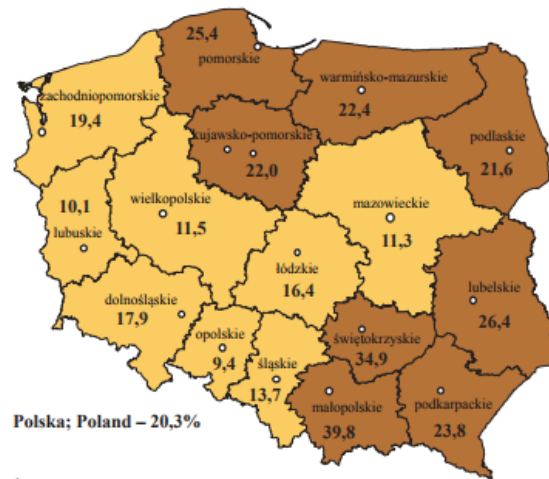 25,4
pomorskie
warmińsko-mazurskie
22,4
zachodniopomorskie
19,4
kujawsko-pomorskie
22,0
podlaskie
21,6
10,1
lubuskie
wielkopolskie
11,5
mazowieckie
11,3
łódzkie
16,4
lubelskie
26,4
dolnośląskie
17,9
opolskie
9,4
śląskie
13,7
świętokrzyskie
34,9
małopolskie
39,8
podkarpackie
23,8
Polska; Poland – 20,3%